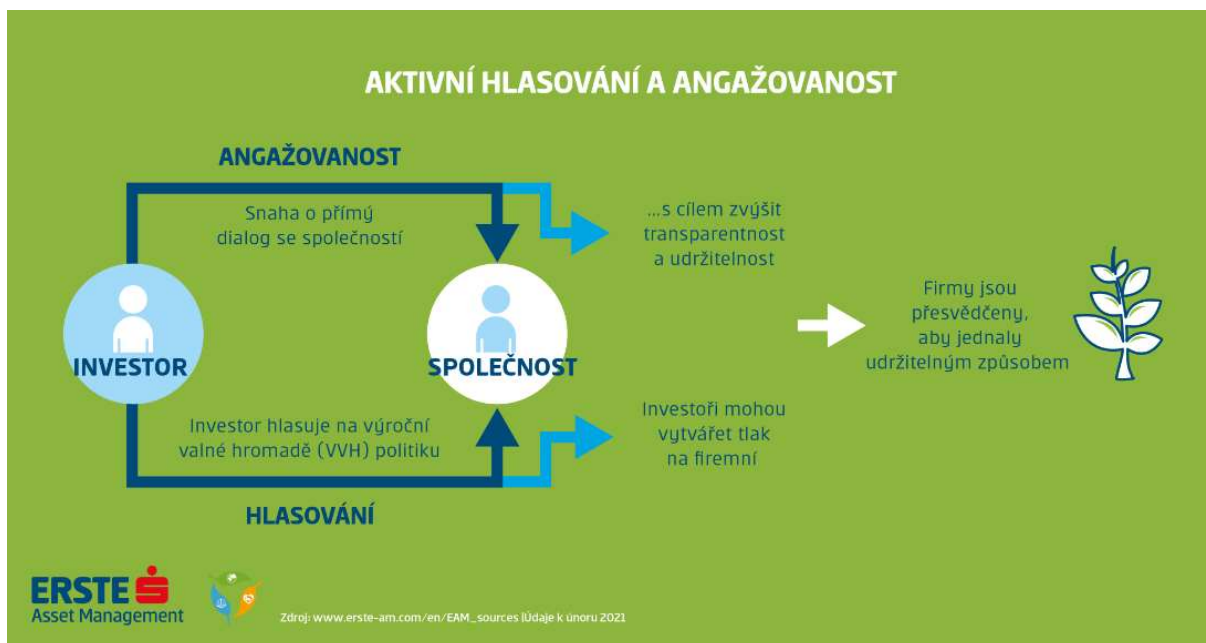 AKTIVNÍ HLASOVÁNÍ A ANGAŽOVANOST
ANGAŽOVANOST
Snaha o přímý
dialog se společností
...s cílem zvýšit
transparentnost
a udržitelnost
INVESTOR
SPOLEČNOST
Firmy jsou
přesvědčeny,
aby jednaly
udržitelným způsobem
Investor hlasuje na výroční
valné hromadě (VVH) politiku
Investoři mohou
vytvářet tlak
na firemní
HLASOVÁNÍ
ERSTE
Asset Management
Zdroj: www.erste-am.com/en/EAM_sources |Údaje k únoru 2021